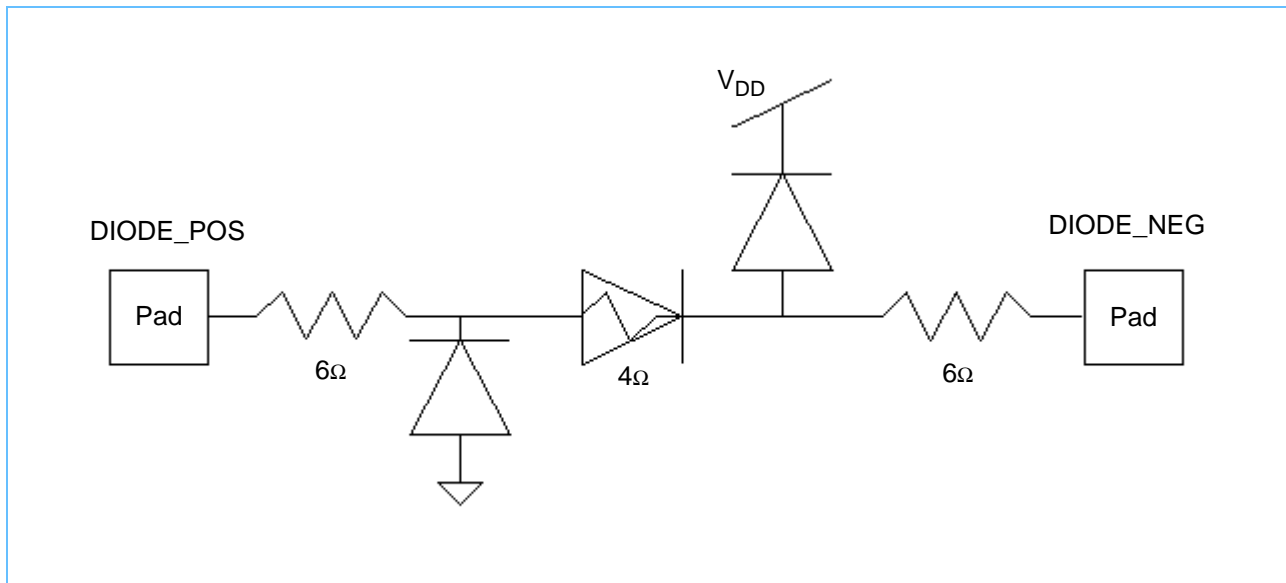 V_DD
DIODE_POS
DIODE_NEG
Pad
Pad
6Ω
4Ω
6Ω